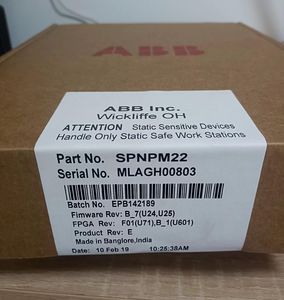 ABB
ABB Inc.
Wickliffe OH
ATTENTION Static Sensitive Devices
Handle Only Static Safe Work Stations
Part No. SPNPM22
Serial No. MLAGH00803
Batch No. EPB142189
Fimware Rev: B_7(U24,U25)
FPGA Rev: F01(U71),B_1(U601)
Product Rev: E
Made in Banglore,India
Date: 10 Feb 19 10:25:38AM